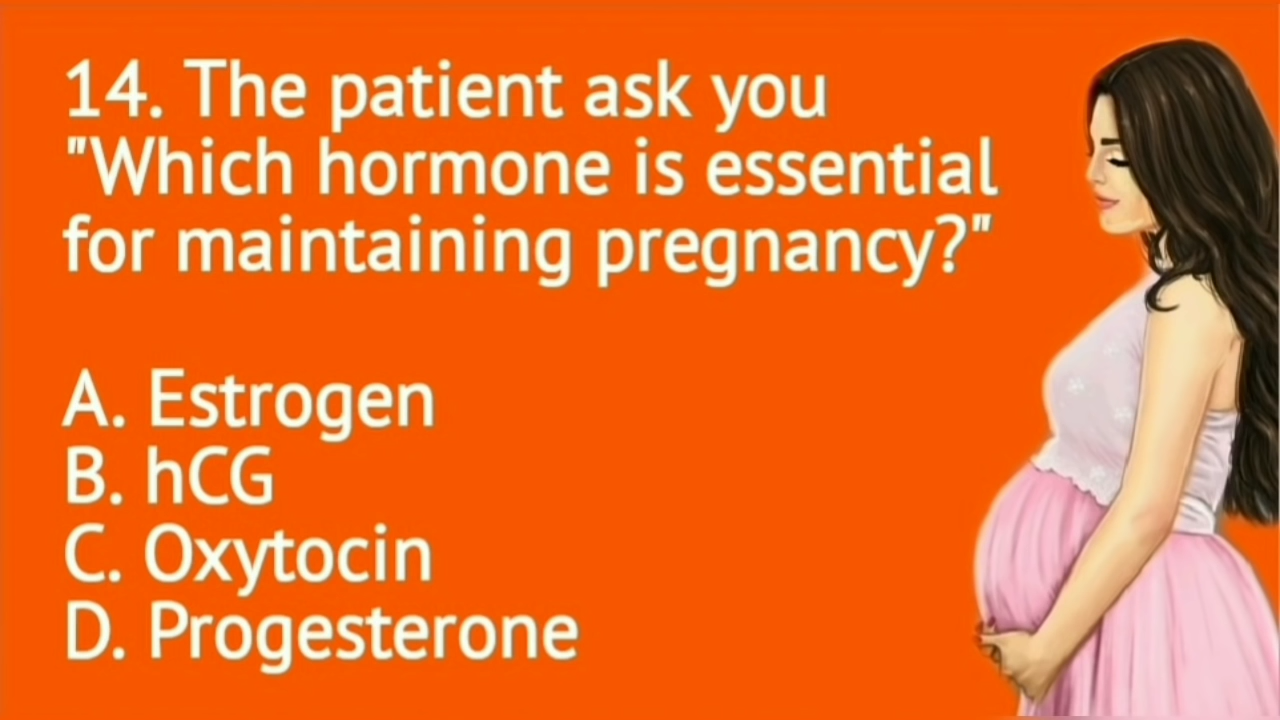 14. The patient ask you
"Which hormone is essential
for maintaining pregnancy?"
A. Estrogen
B. hCG
C. Oxytocin
D. Progesterone